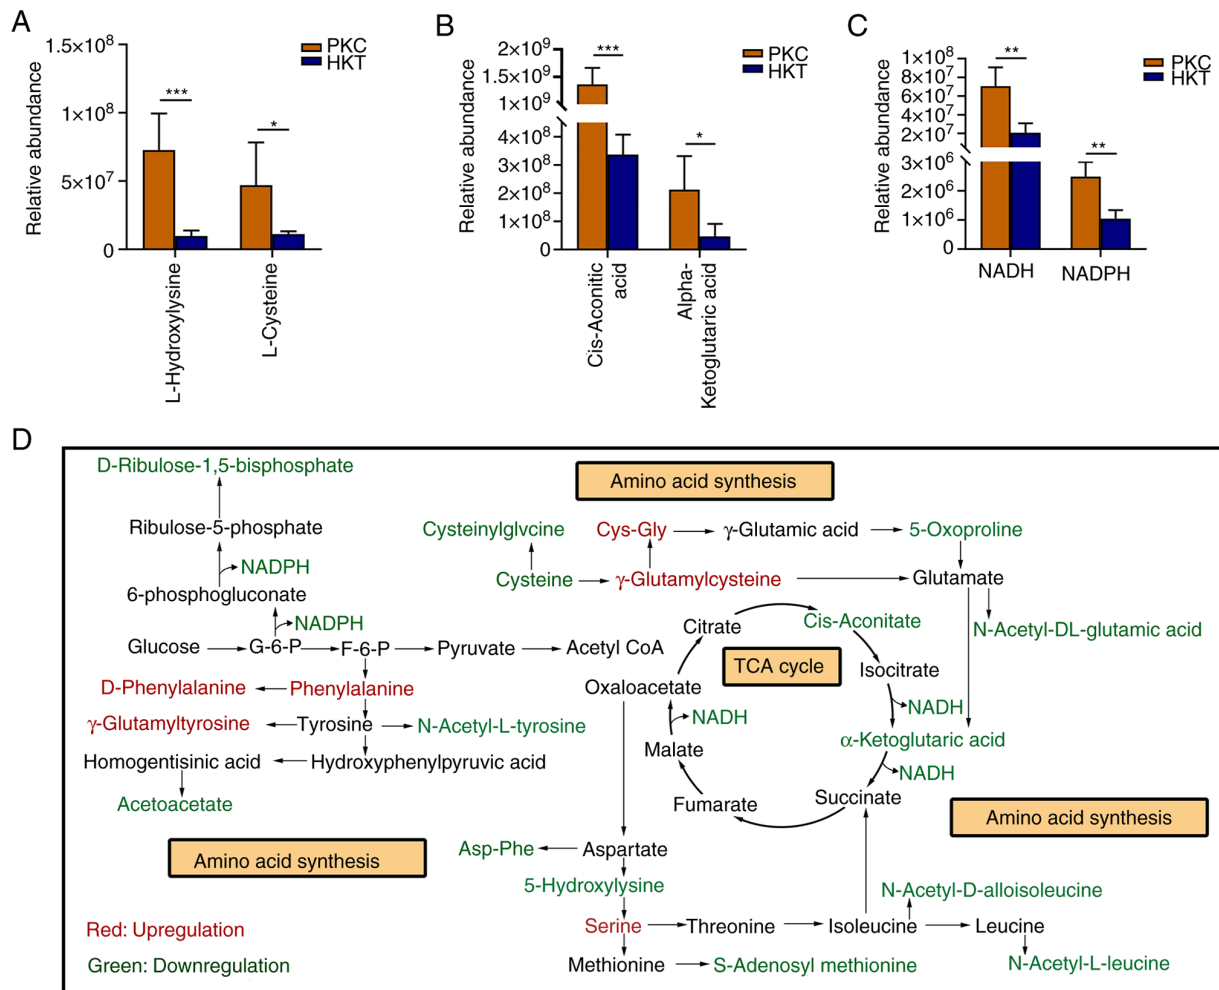 A
Relative abundance
1.5×10⁸
1×10⁸
5×10⁷
0
PKC
HKT
***
*
L-Hydroxylysine
L-Cysteine
B
Relative abundance
2×10⁹
1.5×10⁹
1×10⁹
4×10⁸
3×10⁸
2×10⁸
1×10⁸
0
PKC
HKT
***
*
Cis-Aconitic
acid
Alpha-
Ketoglutaric acid
C
Relative abundance
1×10⁸
8×10⁷
6×10⁷
4×10⁷
2×10⁷
3×10⁶
2×10⁶
1×10⁶
0
PKC
HKT
**
**
NADH
NADPH
D
D-Ribulose-1,5-bisphosphate
Ribulose-5-phosphate
NADPH
6-phosphogluconate
NADPH
Glucose
G-6-P
F-6-P
Pyruvate
Acetyl CoA
D-Phenylalanine
Phenylalanine
γ-Glutamyltyrosine
Tyrosine
N-Acetyl-L-tyrosine
Homogentisinic acid
Hydroxyphenylpyruvic acid
Acetoacetate
Amino acid synthesis
Red: Upregulation
Green: Downregulation
Amino acid synthesis
Cysteinylglvcine
Cys-Gly
γ-Glutamic acid
5-Oxoproline
Cysteine
γ-Glutamylcysteine
Glutamate
N-Acetyl-DL-glutamic acid
Citrate
Cis-Aconitate
TCA cycle
Isocitrate
Oxaloacetate
NADH
NADH
α-Ketoglutaric acid
Malate
NADH
Fumarate
Succinate
Amino acid synthesis
Asp-Phe
Aspartate
5-Hydroxylysine
N-Acetyl-D-alloisoleucine
Serine
Threonine
Isoleucine
Leucine
Methionine
S-Adenosyl methionine
N-Acetyl-L-leucine